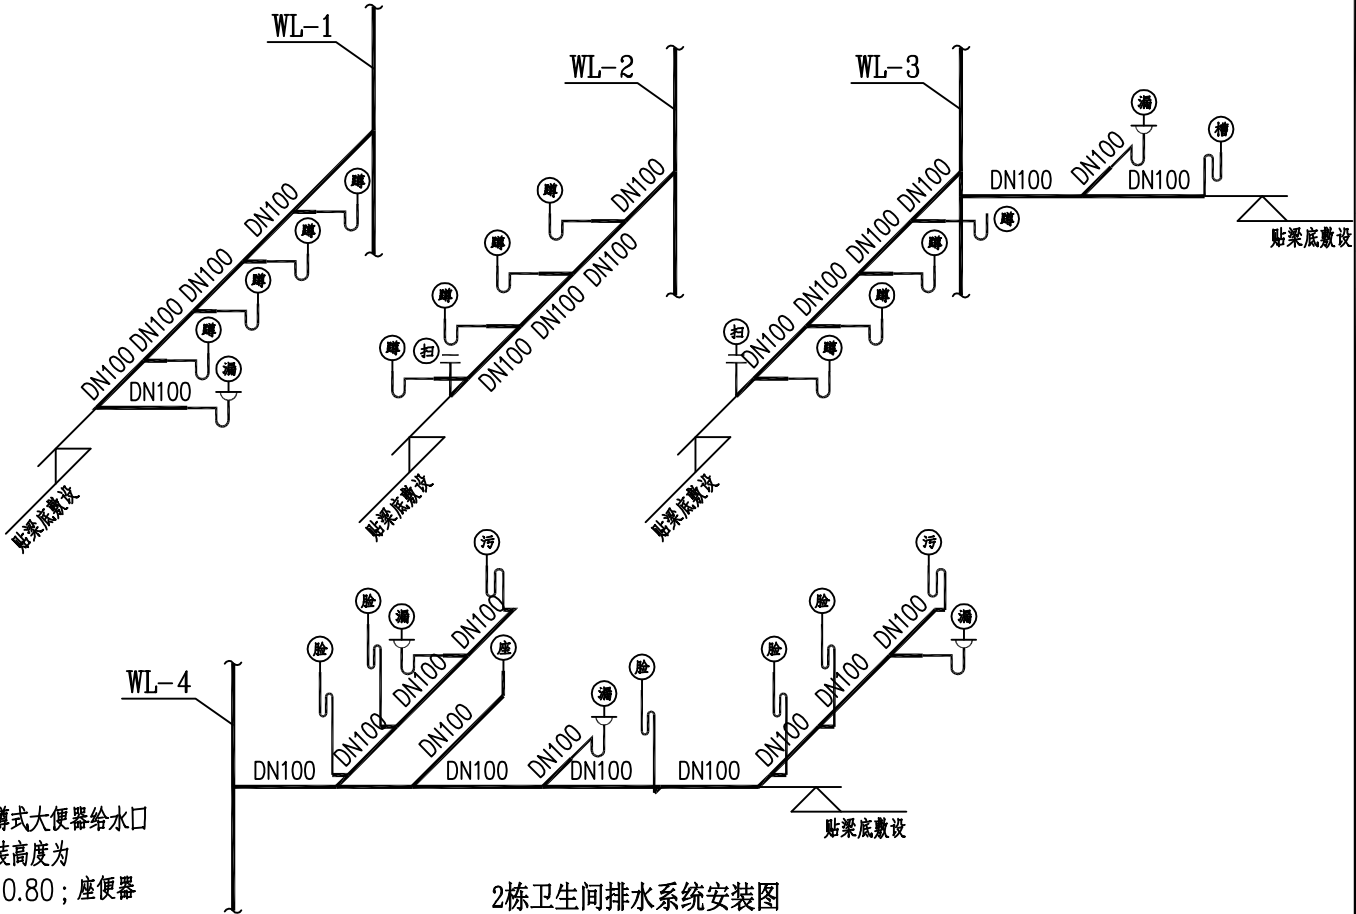 WL-1
WL-2
WL-3
漏
槽
DN100
DN100
DN100
蹲
DN100
蹲
DN100
DN100
蹲
蹲
贴梁底敷设
蹲
DN100
蹲
DN100
DN100
蹲
蹲
DN100
DN100
DN100
蹲
蹲
DN100
扫
DN100
蹲
DN100
蹲
扫
DN100
蹲
漏
DN100
DN100
贴梁底敷设
贴梁底敷设
贴梁底敷设
污
污
脸
漏
DN100
脸
DN100
漏
脸
座
脸
脸
WL-4
DN100
漏
DN100
DN100
DN100
DN100
DN100
DN100
DN100
DN100
DN100
DN100
贴梁底敷设
蹲式大便器给水口
装高度为
0.80；座便器
2栋卫生间排水系统安装图